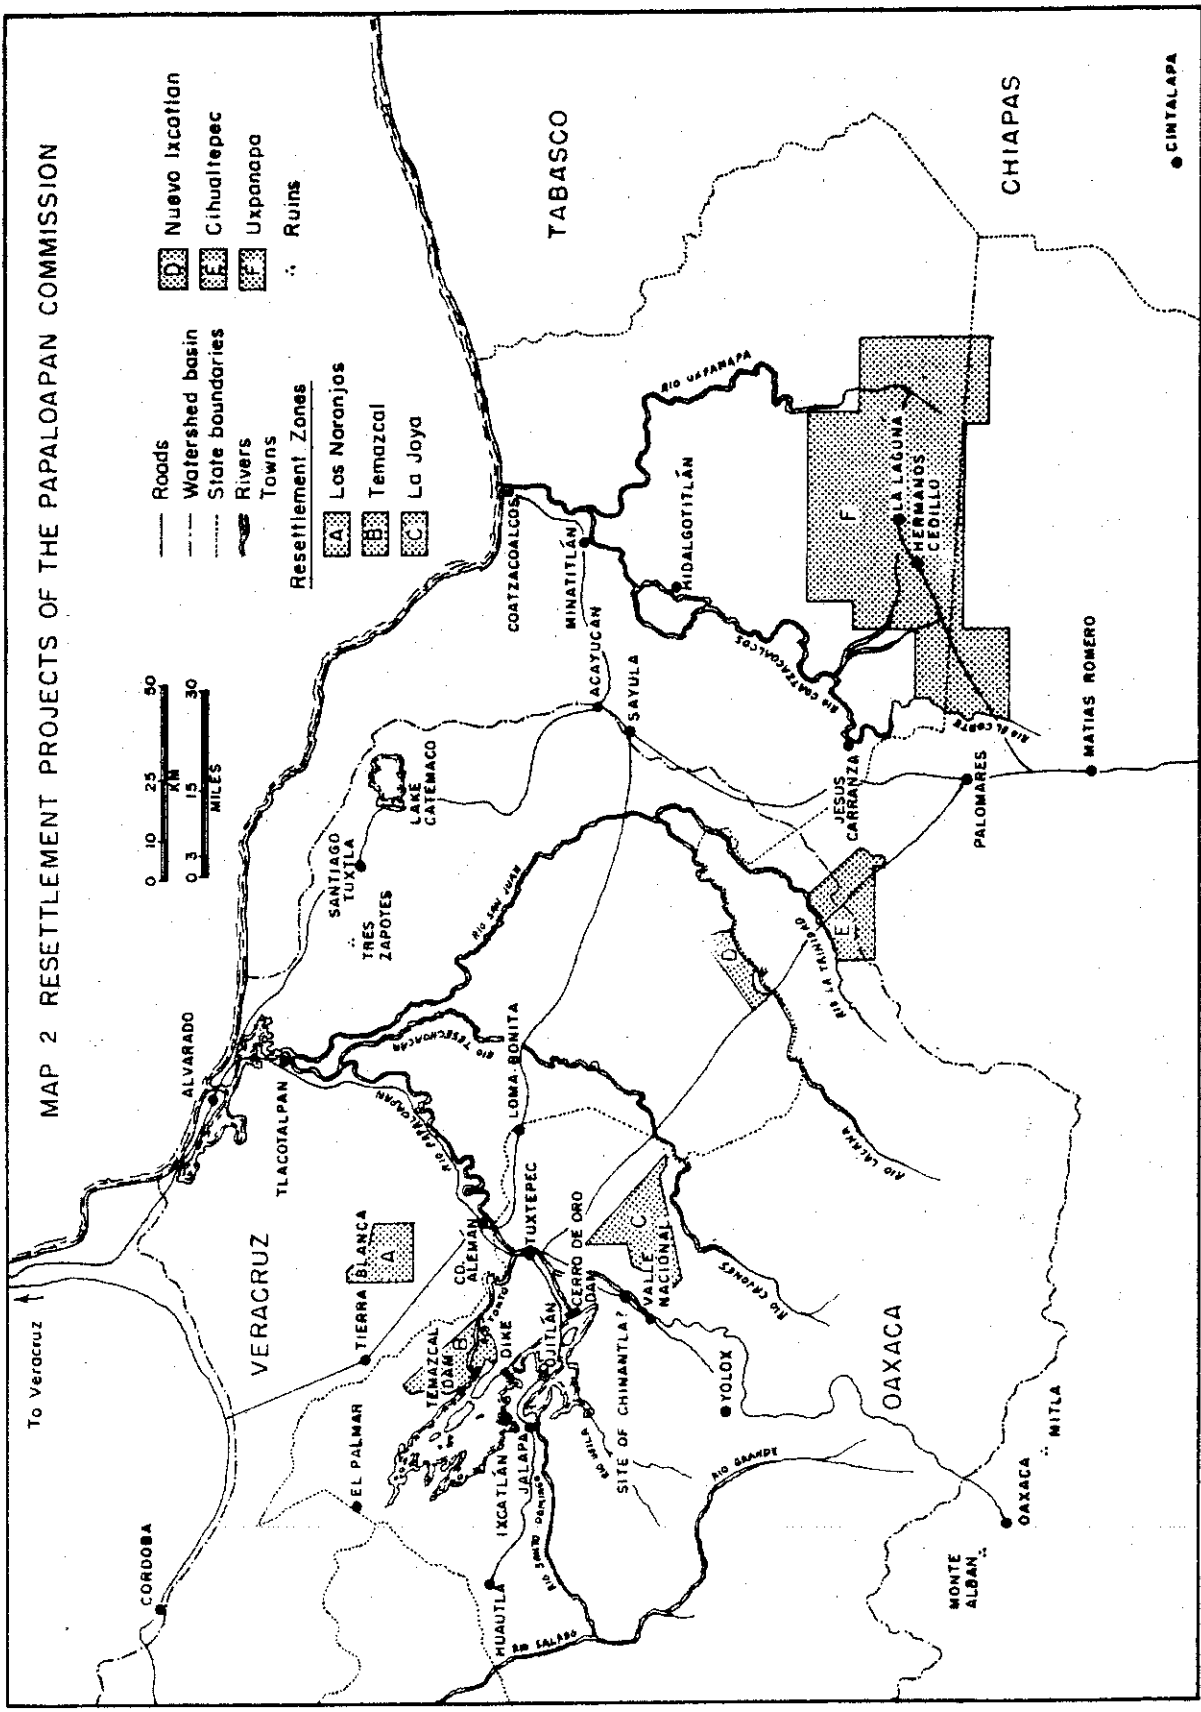 MAP 2 RESETTLEMENT PROJECTS OF THE PAPALOAPAN COMMISSION
To Veracruz
0 10 25 50
KM
0 3 15 30
MILES
Roads
Watershed basin
State boundaries
Rivers
Towns
Resettlement Zones
A Los Naranjos
B Temazcal
C La Joya
D Nuevo Ixcatlan
E Cihualtepec
F Uxpanapa
Ruins
CORDOBA
VERACRUZ
ALVARADO
TLACOTALPAN
TIERRA BLANCA
A
EL PALMAR
TEMAZCAL
DAM
B
RIO TONTO
DIKE
CD.
ALEMAN
RIO PAPALOAPAN
RIO TESECHOACAN
RIO SAN JUAN
SANTIAGO
TUXTLA
TRES
ZAPOTES
LAKE
CATEMACO
HUAUTLA
IXCATLÁN
JALAPA
OJITLÁN
TUXTEPEC
CERRO DE ORO
DAM
LOMA BONITA
RIO SALADO
RIO SANTO DOMINGO
SITE OF CHINANTLA?
VALLE
NACIONAL
C
RIO CAJONES
YOLOX
RIO GRANDE
OAXACA
RIO LALANA
D
RIO LA TRINIDAD
E
ACAYUCAN
SAYULA
COATZACOALCOS
MINATITLÁN
HIDALGOTITLÁN
RIO COATZACOALCOS
JESUS
CARRANZA
RIO EL CORTE
PALOMARES
MATIAS ROMERO
TABASCO
F
LA LAGUNA
HERMANOS
CEDILLO
CHIAPAS
CINTALAPA
MONTE
ALBAN
OAXACA
MITLA